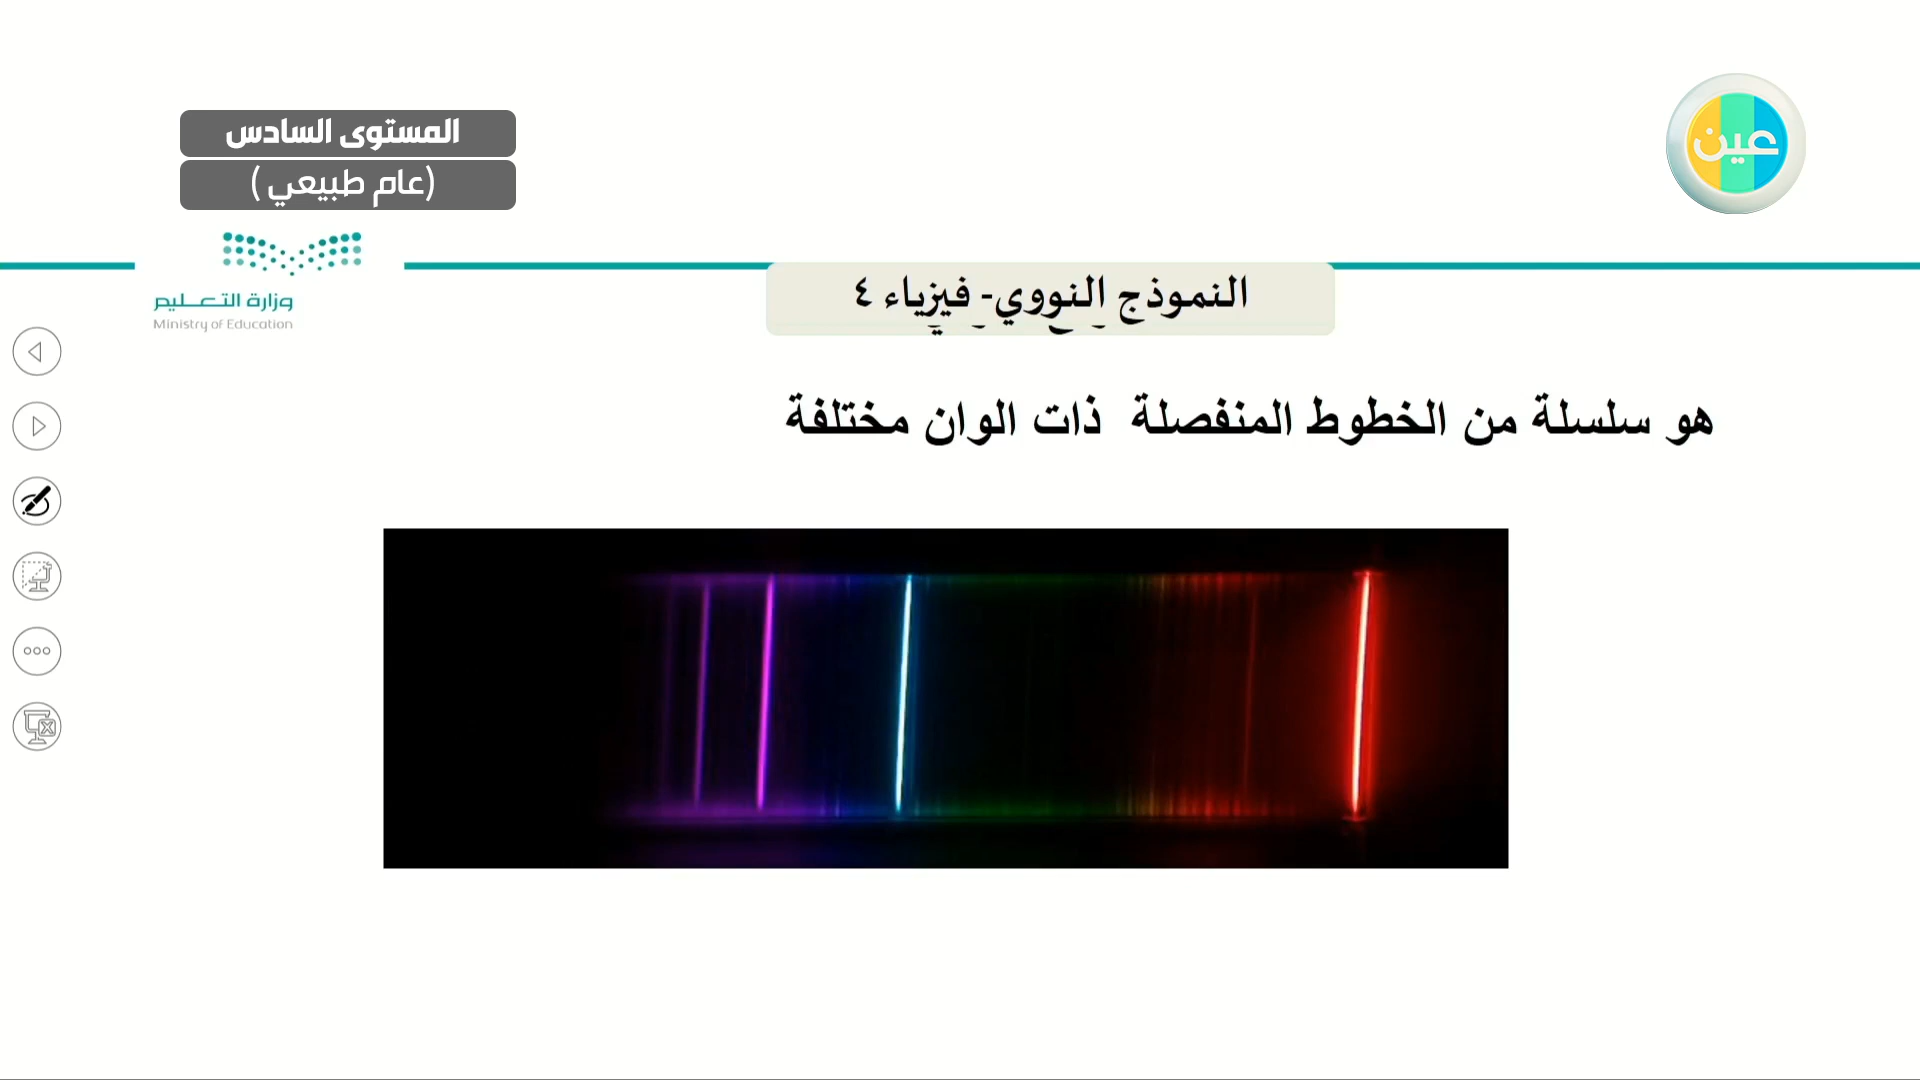 المستوى السادس
(عام طبيعي)
عين
وزارة التعليم
Ministry of Education
النموذج النووي- فيزياء ٤
هو سلسلة من الخطوط المنفصلة ذات الوان مختلفة